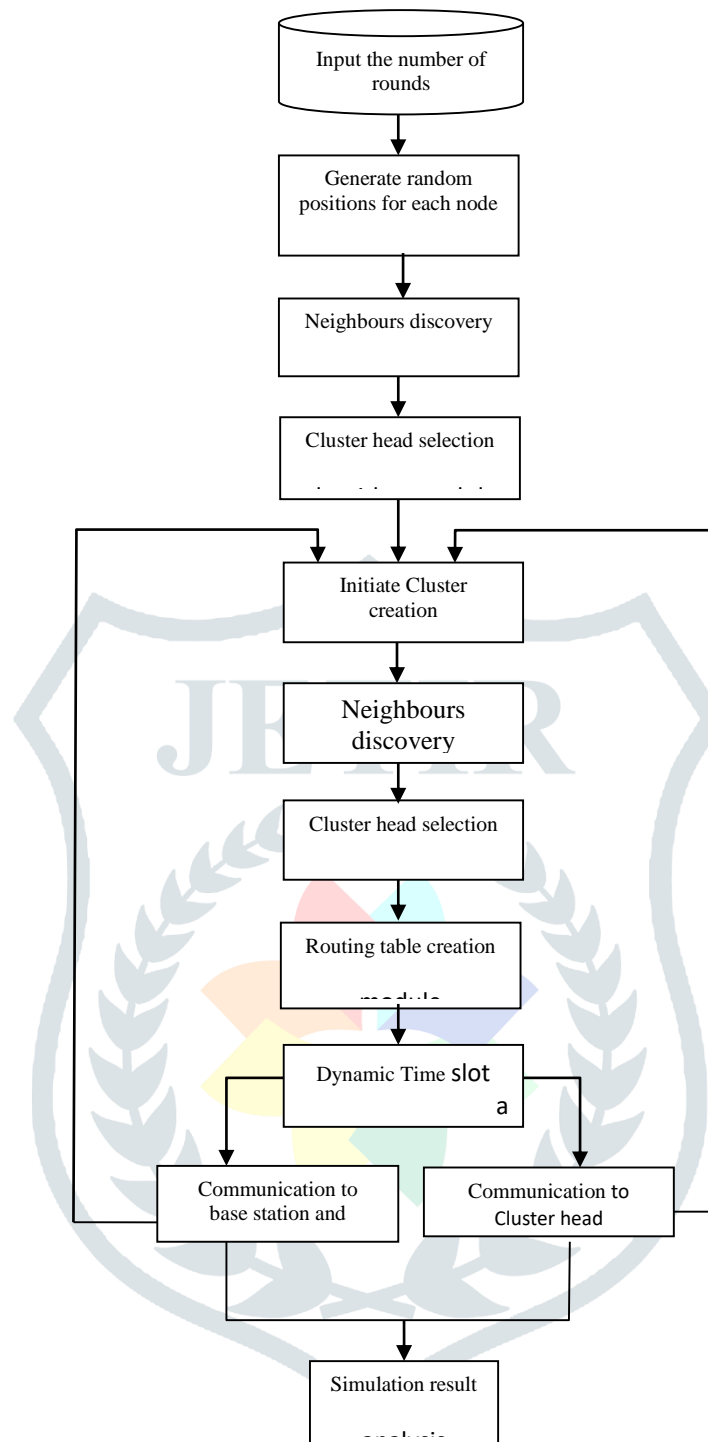 Input the number of
rounds
Generate random
positions for each node
Neighbours discovery
Cluster head selection
Initiate Cluster
creation
JETIR
Neighbours
discovery
Cluster head selection
Routing table creation
Dynamic Time slot
a
Communication to
base station and
Communication to
Cluster head
Simulation result